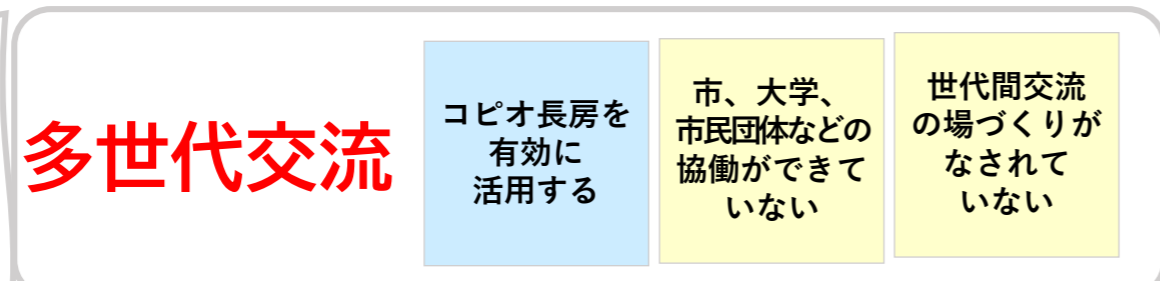 多世代交流
コピオ長房を
有効に
活用する
市、大学、
市民団体などの
協働ができて
いない
世代間交流
の場づくりが
なされて
いない